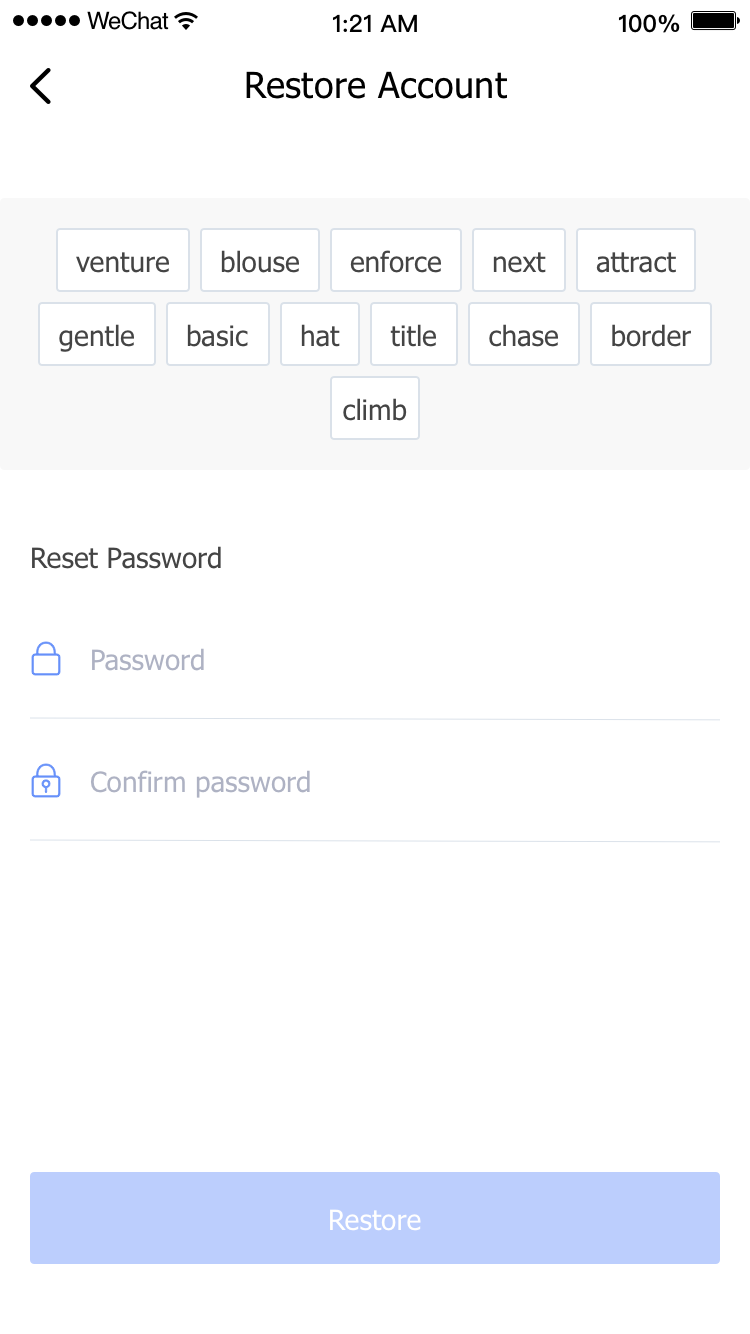 WeChat 1:21 AM 100%
Restore Account
venture blouse enforce next attract
gentle basic hat title chase border
climb
Reset Password
Password
Confirm password
Restore